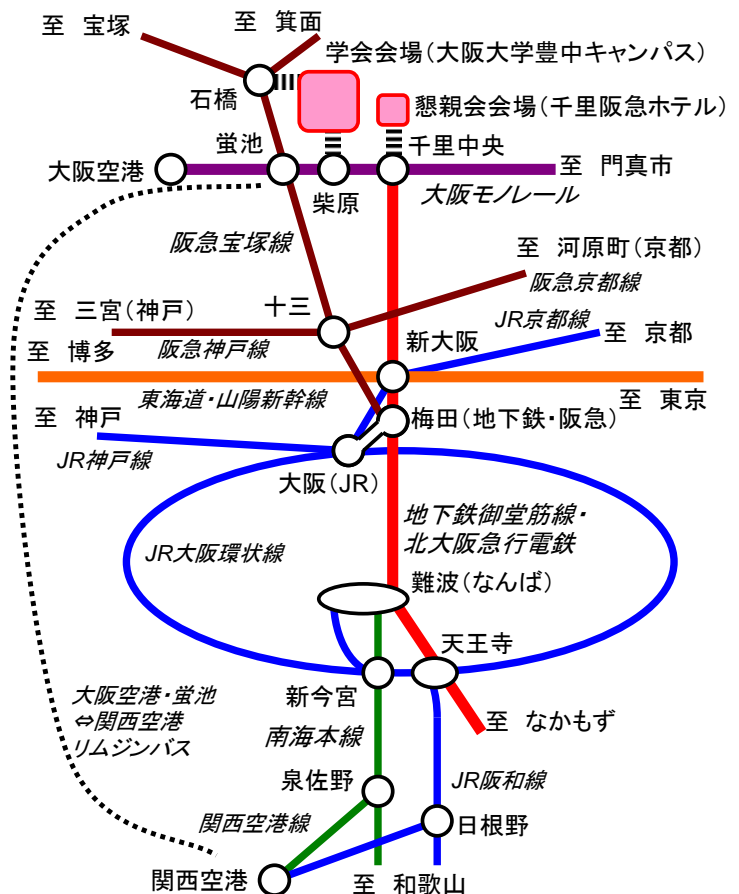 至 宝塚
至 箕面
学会会場(大阪大学豊中キャンパス)
石橋
懇親会会場(千里阪急ホテル)
蛍池
千里中央
大阪空港
至 門真市
柴原
大阪モノレール
阪急宝塚線
至 河原町(京都)
阪急京都線
至 三宮(神戸)
十三
JR京都線
阪急神戸線
新大阪
至 京都
至 博多
東海道・山陽新幹線
至 東京
至 神戸
梅田(地下鉄・阪急)
JR神戸線
大阪(JR)
地下鉄御堂筋線・
北大阪急行電鉄
JR大阪環状線
難波(なんば)
天王寺
新今宮
大阪空港・蛍池
⇔関西空港
リムジンバス
至 なかもず
南海本線
泉佐野
JR阪和線
関西空港線
日根野
関西空港
至 和歌山